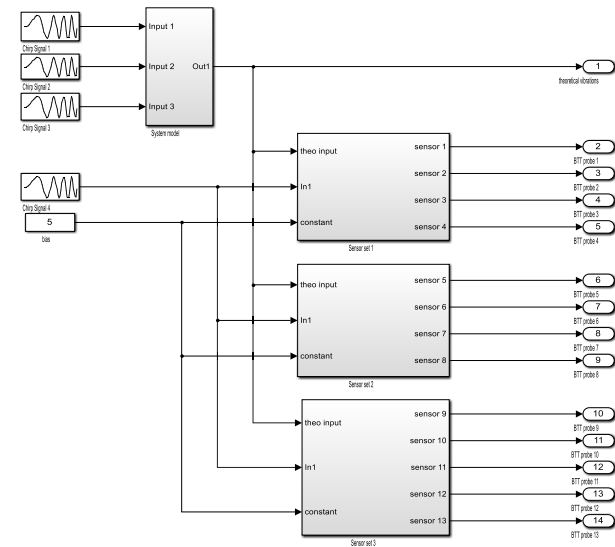 Chirp Signal 1
Chirp Signal 2
Chirp Signal 3
Input 1
Input 2
Input 3
Out1
System model
1
theoretical vibrations
Chirp Signal 4
5
bias
theo input
In1
constant
sensor 1
sensor 2
sensor 3
sensor 4
Sensor set 1
2
BTT probe 1
3
BTT probe 2
4
BTT probe 3
5
BTT probe 4
theo input
In1
constant
sensor 5
sensor 6
sensor 7
sensor 8
Sensor set 2
6
BTT probe 5
7
BTT probe 6
8
BTT probe 7
9
BTT probe 8
theo input
In1
constant
sensor 9
sensor 10
sensor 11
sensor 12
sensor 13
Sensor set 3
10
BTT probe 9
11
BTT probe 10
12
BTT probe 11
13
BTT probe 12
14
BTT probe 13